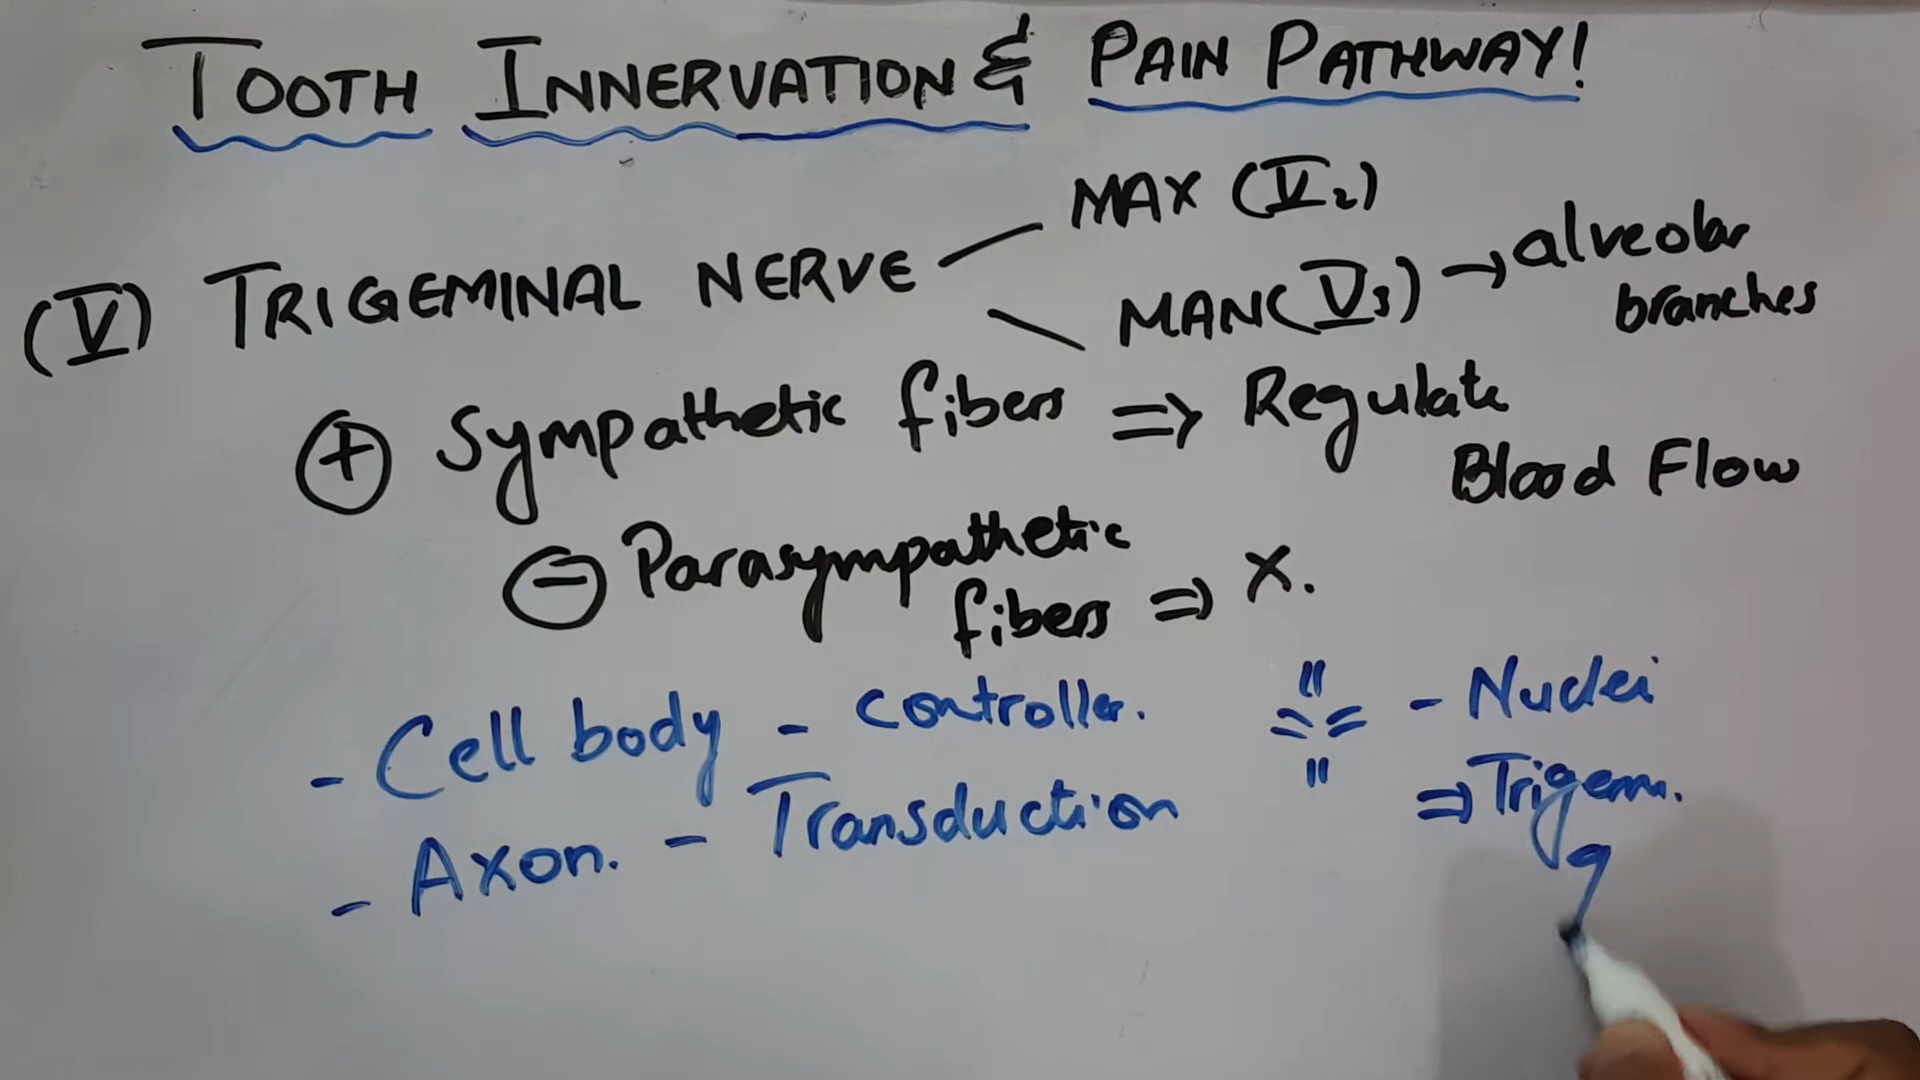 TOOTH INNERVATION & PAIN PATHWAY!
MAX (V2)
(V) TRIGEMINAL NERVE
MAN(V3) → alveolar
branches
+ Sympathetic fibers ⇒ Regulate
Blood Flow
- Parasympathetic
fibers ⇒ X.
- Cell body - controller.
- Nuclei
- Axon. - Transduction
⇒ Trigem.
g